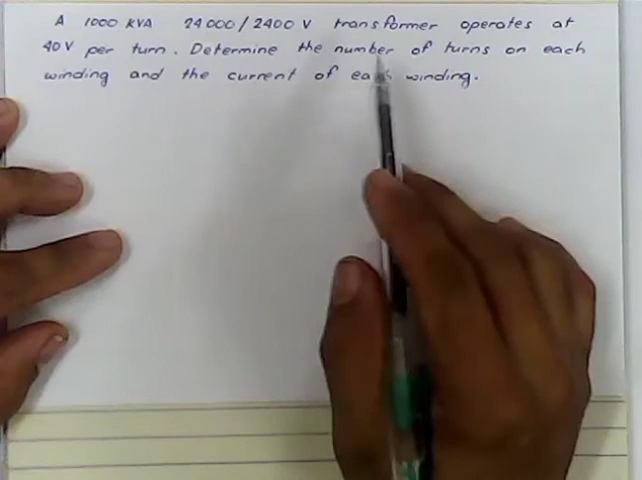 A 1000 KVA 24000/2400 V transformer operates at
40V per turn. Determine the number of turns on each
winding and the current of each winding.